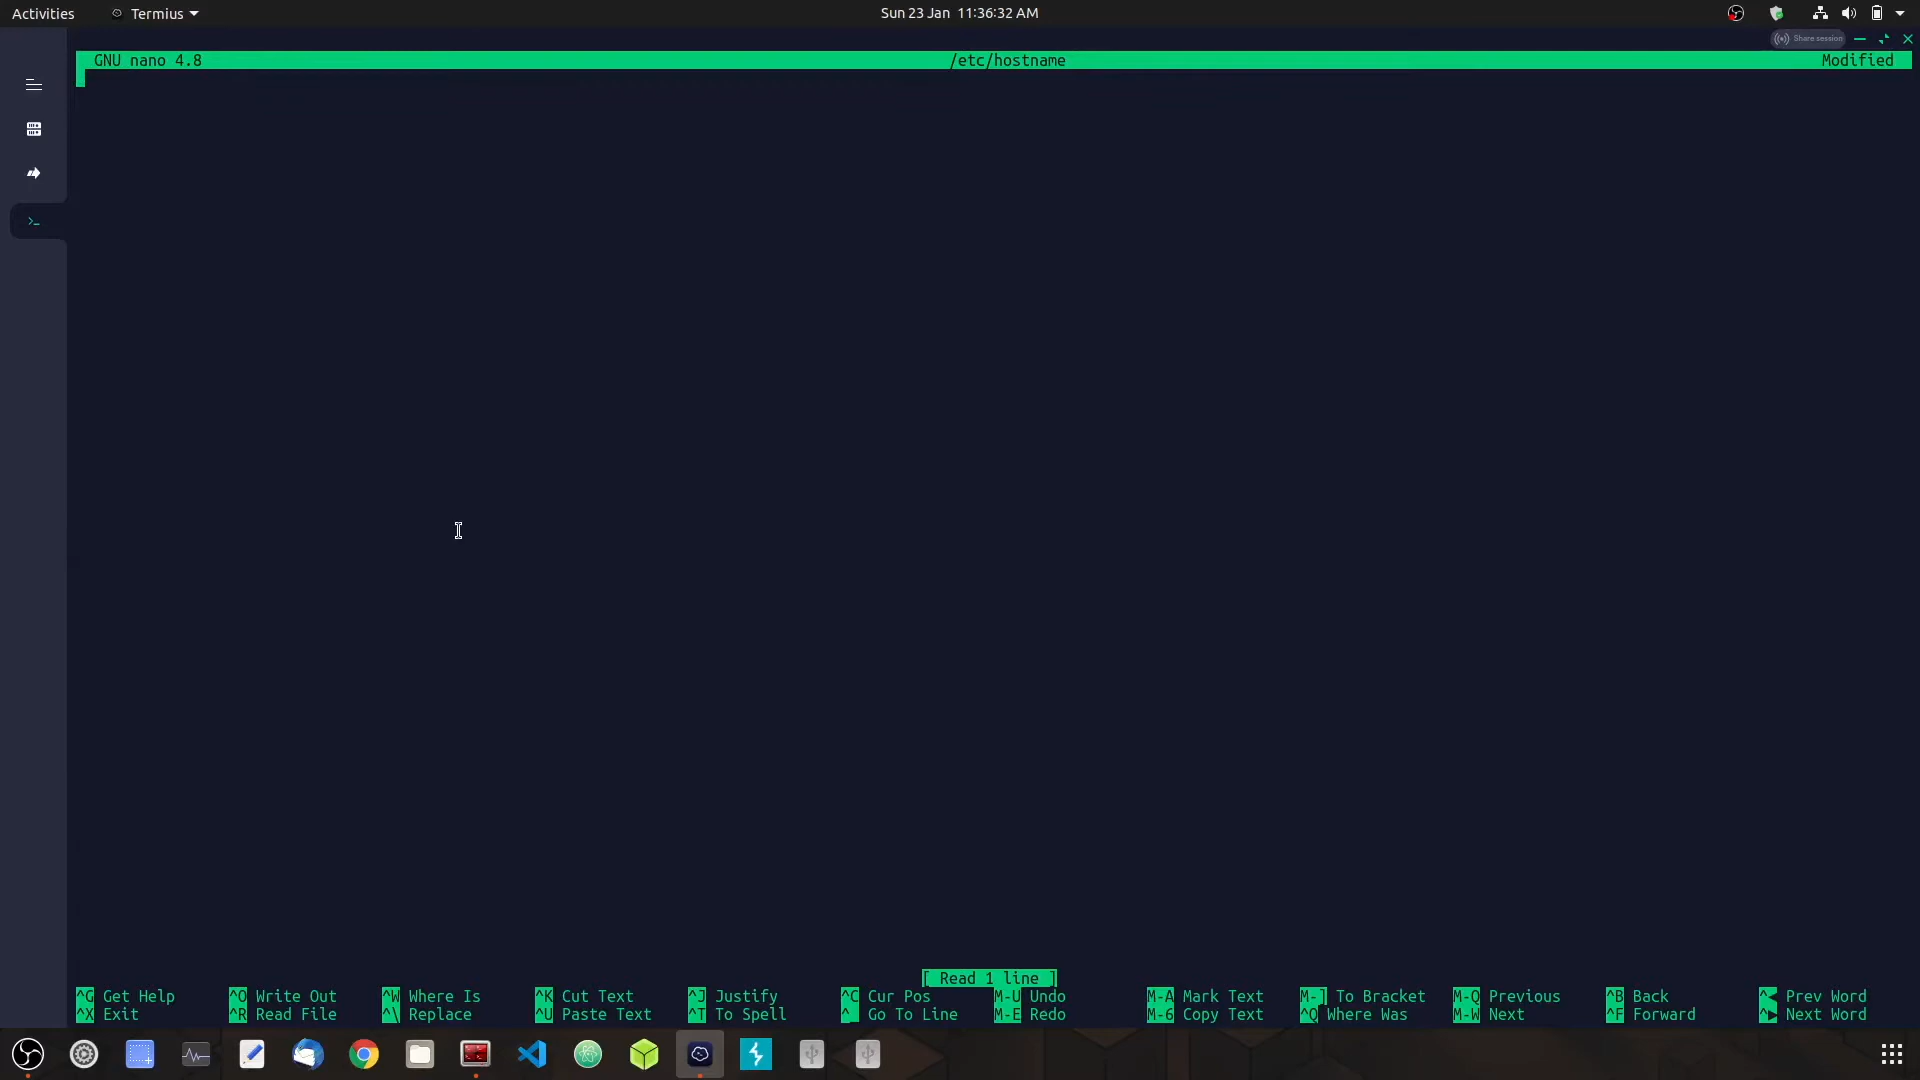 Activities Termius Sun 23 Jan 11:36:32 AM
Share session
GNU nano 4.8 /etc/hostname Modified
>_
[ Read 1 line ]
^G Get Help ^O Write Out ^W Where Is ^K Cut Text ^J Justify ^C Cur Pos M-U Undo M-A Mark Text M-] To Bracket M-Q Previous ^B Back ^◀ Prev Word
^X Exit ^R Read File ^\ Replace ^U Paste Text ^T To Spell ^_ Go To Line M-E Redo M-6 Copy Text ^Q Where Was M-W Next ^F Forward ^▶ Next Word